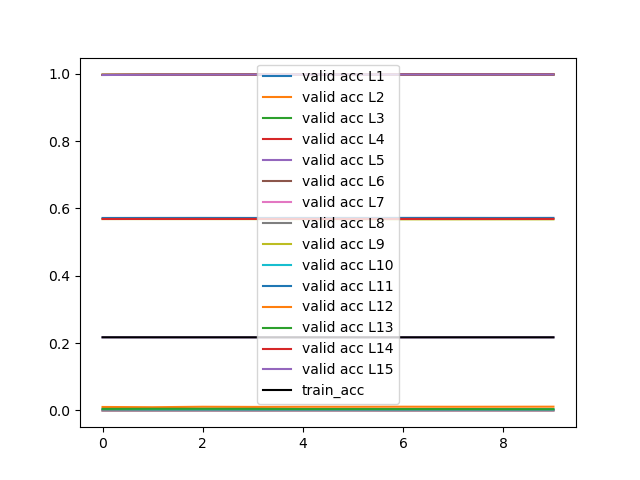 1.0
0.8
0.6
0.4
0.2
0.0
0
2
4
6
8
valid acc L1
valid acc L2
valid acc L3
valid acc L4
valid acc L5
valid acc L6
valid acc L7
valid acc L8
valid acc L9
valid acc L10
valid acc L11
valid acc L12
valid acc L13
valid acc L14
valid acc L15
train_acc